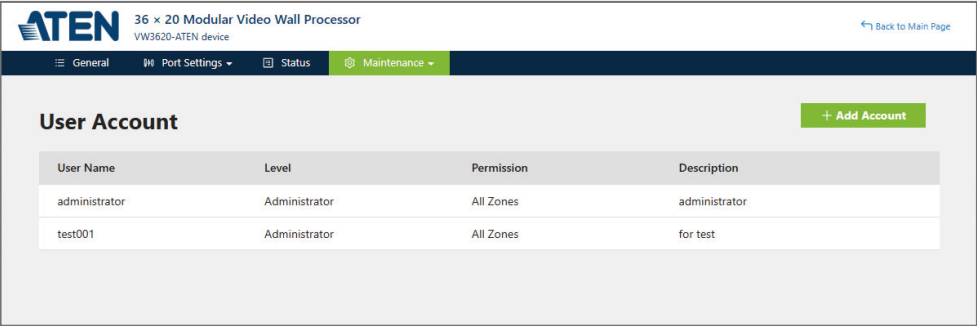 ATEN
36 × 20 Modular Video Wall Processor
VW3620-ATEN device
Back to Main Page
General Port Settings Status Maintenance
User Account
+ Add Account
User Name Level Permission Description
administrator Administrator All Zones administrator
test001 Administrator All Zones for test